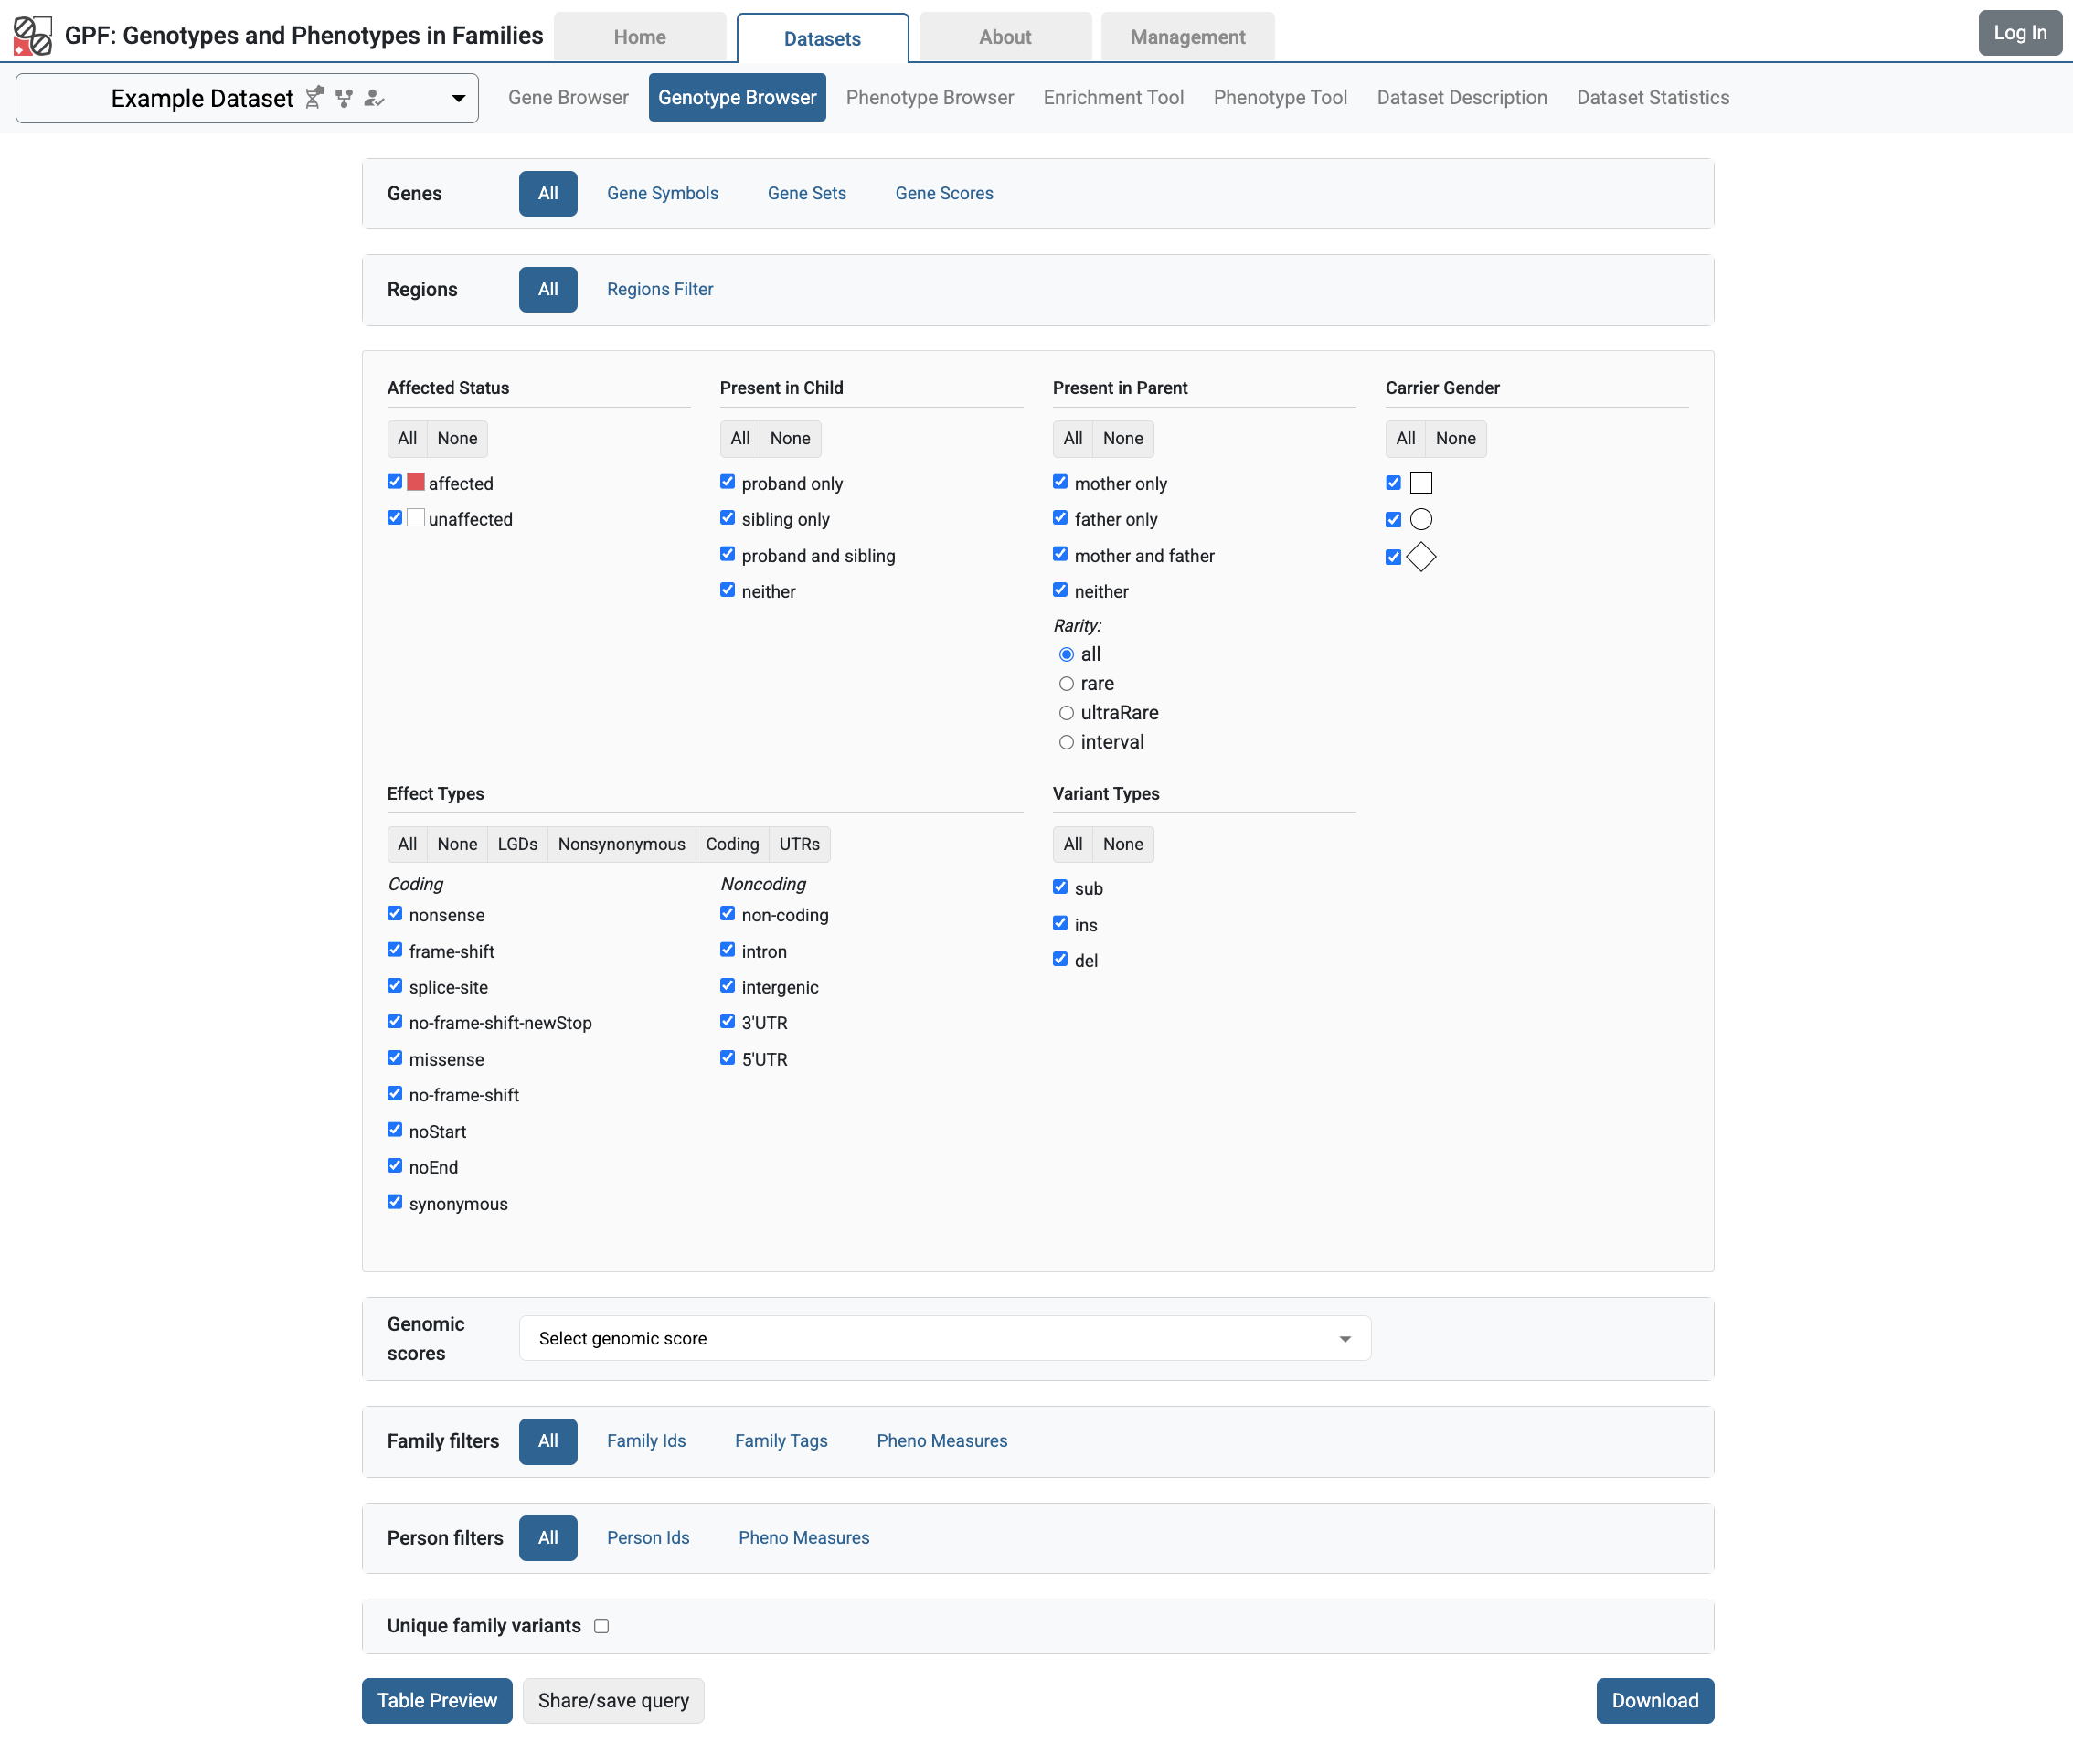 GPF: Genotypes and Phenotypes in Families Home Datasets About Management Log In
Example Dataset Gene Browser Genotype Browser Phenotype Browser Enrichment Tool Phenotype Tool Dataset Description Dataset Statistics
Genes All Gene Symbols Gene Sets Gene Scores
Regions All Regions Filter
Affected Status
All None
affected
unaffected
Present in Child
All None
proband only
sibling only
proband and sibling
neither
Present in Parent
All None
mother only
father only
mother and father
neither
Rarity:
all
rare
ultraRare
interval
Carrier Gender
All None
Effect Types
All None LGDs Nonsynonymous Coding UTRs
Coding
nonsense
frame-shift
splice-site
no-frame-shift-newStop
missense
no-frame-shift
noStart
noEnd
synonymous
Noncoding
non-coding
intron
intergenic
3'UTR
5'UTR
Variant Types
All None
sub
ins
del
Genomic
scores
Select genomic score
Family filters All Family Ids Family Tags Pheno Measures
Person filters All Person Ids Pheno Measures
Unique family variants
Table Preview Share/save query Download